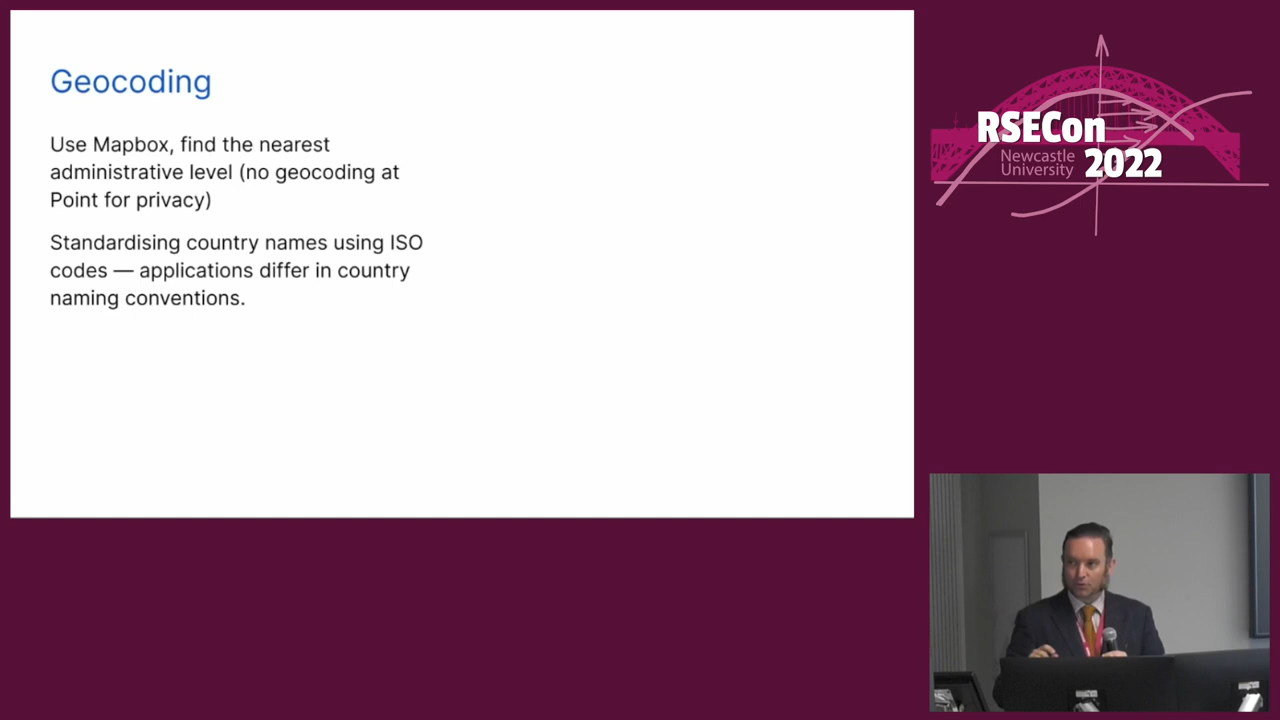 Geocoding
Use Mapbox, find the nearest
administrative level (no geocoding at
Point for privacy)
Standardising country names using ISO
codes — applications differ in country
naming conventions.
RSECon
Newcastle
University
2022